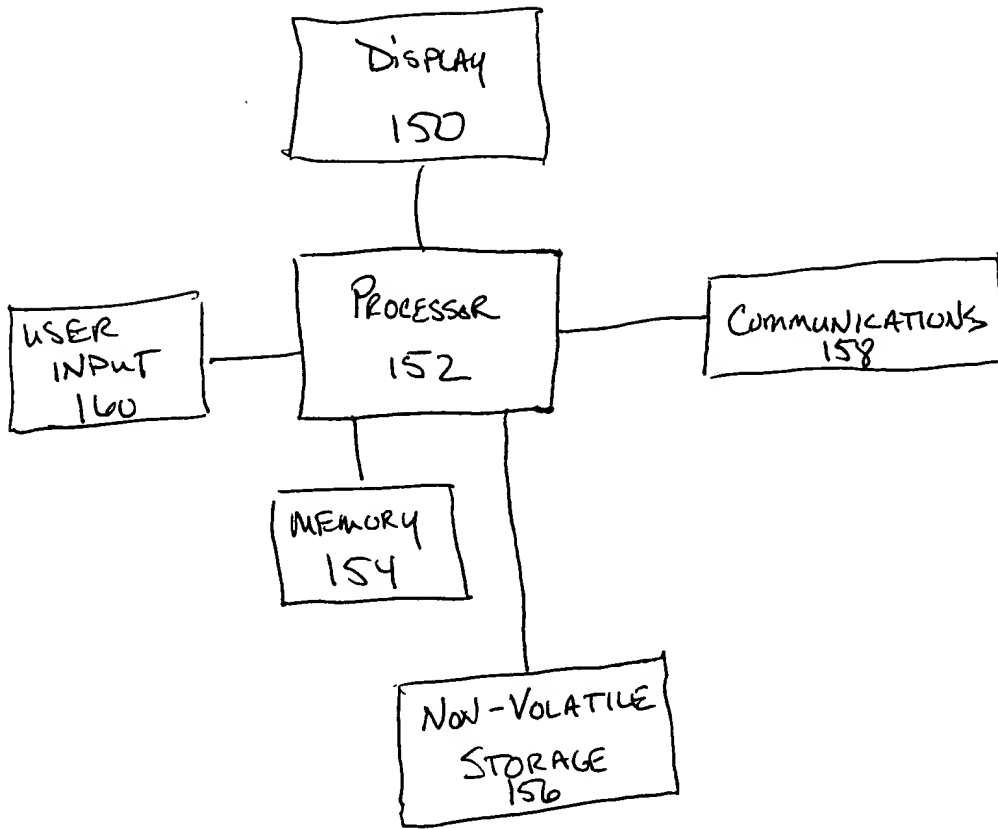 DISPLAY
150
PROCESSOR
152
USER
INPUT
160
COMMUNICATIONS
158
MEMORY
154
NON-VOLATILE
STORAGE
156